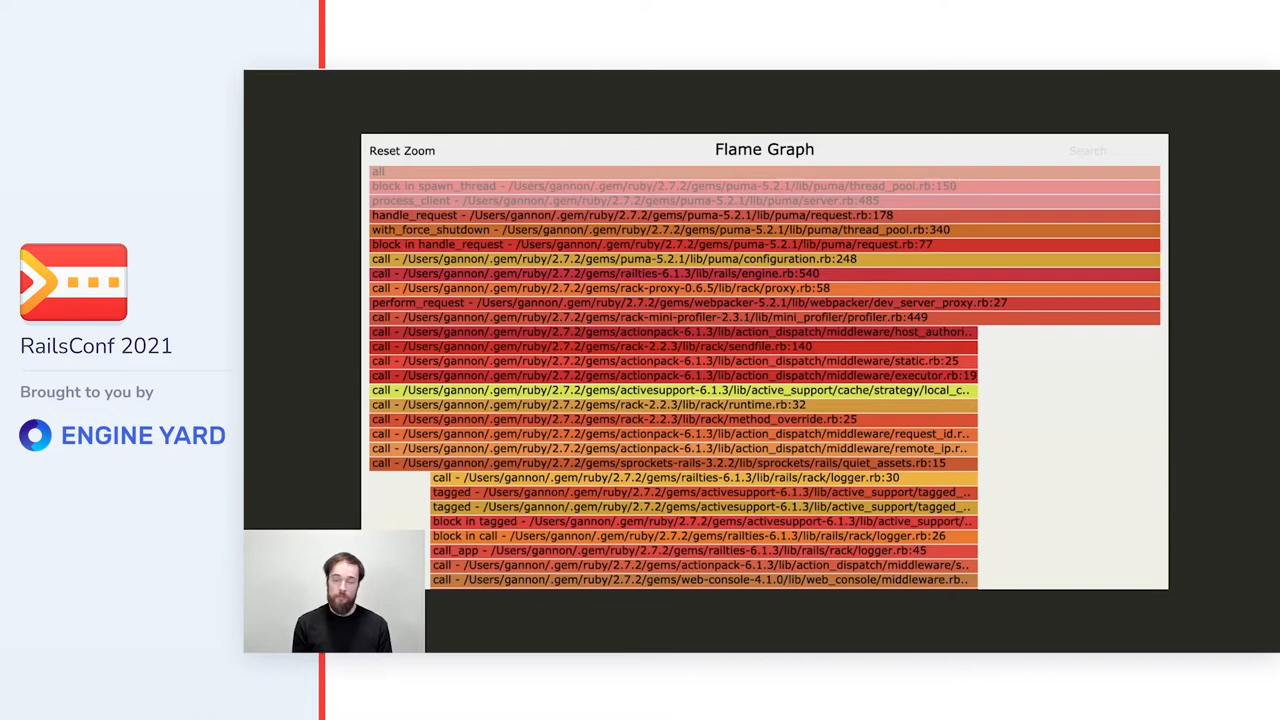 RailsConf 2021
Brought to you by
ENGINE YARD
Reset Zoom
Flame Graph
Search
all
block in spawn_thread - /Users/gannon/.gem/ruby/2.7.2/gems/puma-5.2.1/lib/puma/thread_pool.rb:150
process_client - /Users/gannon/.gem/ruby/2.7.2/gems/puma-5.2.1/lib/puma/server.rb:485
handle_request - /Users/gannon/.gem/ruby/2.7.2/gems/puma-5.2.1/lib/puma/request.rb:178
with_force_shutdown - /Users/gannon/.gem/ruby/2.7.2/gems/puma-5.2.1/lib/puma/thread_pool.rb:340
block in handle_request - /Users/gannon/.gem/ruby/2.7.2/gems/puma-5.2.1/lib/puma/request.rb:77
call - /Users/gannon/.gem/ruby/2.7.2/gems/puma-5.2.1/lib/puma/configuration.rb:248
call - /Users/gannon/.gem/ruby/2.7.2/gems/railties-6.1.3/lib/rails/engine.rb:540
call - /Users/gannon/.gem/ruby/2.7.2/gems/rack-proxy-0.6.5/lib/rack/proxy.rb:58
perform_request - /Users/gannon/.gem/ruby/2.7.2/gems/webpacker-5.2.1/lib/webpacker/dev_server_proxy.rb:27
call - /Users/gannon/.gem/ruby/2.7.2/gems/rack-mini-profiler-2.3.1/lib/mini_profiler/profiler.rb:449
call - /Users/gannon/.gem/ruby/2.7.2/gems/actionpack-6.1.3/lib/action_dispatch/middleware/host_authori..
call - /Users/gannon/.gem/ruby/2.7.2/gems/rack-2.2.3/lib/rack/sendfile.rb:140
call - /Users/gannon/.gem/ruby/2.7.2/gems/actionpack-6.1.3/lib/action_dispatch/middleware/static.rb:25
call - /Users/gannon/.gem/ruby/2.7.2/gems/actionpack-6.1.3/lib/action_dispatch/middleware/executor.rb:19
call - /Users/gannon/.gem/ruby/2.7.2/gems/activesupport-6.1.3/lib/active_support/cache/strategy/local_c..
call - /Users/gannon/.gem/ruby/2.7.2/gems/rack-2.2.3/lib/rack/runtime.rb:32
call - /Users/gannon/.gem/ruby/2.7.2/gems/rack-2.2.3/lib/rack/method_override.rb:25
call - /Users/gannon/.gem/ruby/2.7.2/gems/actionpack-6.1.3/lib/action_dispatch/middleware/request_id.r..
call - /Users/gannon/.gem/ruby/2.7.2/gems/actionpack-6.1.3/lib/action_dispatch/middleware/remote_ip.r..
call - /Users/gannon/.gem/ruby/2.7.2/gems/sprockets-rails-3.2.2/lib/sprockets/rails/quiet_assets.rb:15
call - /Users/gannon/.gem/ruby/2.7.2/gems/railties-6.1.3/lib/rails/rack/logger.rb:30
tagged - /Users/gannon/.gem/ruby/2.7.2/gems/activesupport-6.1.3/lib/active_support/tagged_..
tagged - /Users/gannon/.gem/ruby/2.7.2/gems/activesupport-6.1.3/lib/active_support/tagged_..
block in tagged - /Users/gannon/.gem/ruby/2.7.2/gems/activesupport-6.1.3/lib/active_support/..
block in call - /Users/gannon/.gem/ruby/2.7.2/gems/railties-6.1.3/lib/rails/rack/logger.rb:26
call_app - /Users/gannon/.gem/ruby/2.7.2/gems/railties-6.1.3/lib/rails/rack/logger.rb:45
call - /Users/gannon/.gem/ruby/2.7.2/gems/actionpack-6.1.3/lib/action_dispatch/middleware/s..
call - /Users/gannon/.gem/ruby/2.7.2/gems/web-console-4.1.0/lib/web_console/middleware.rb..